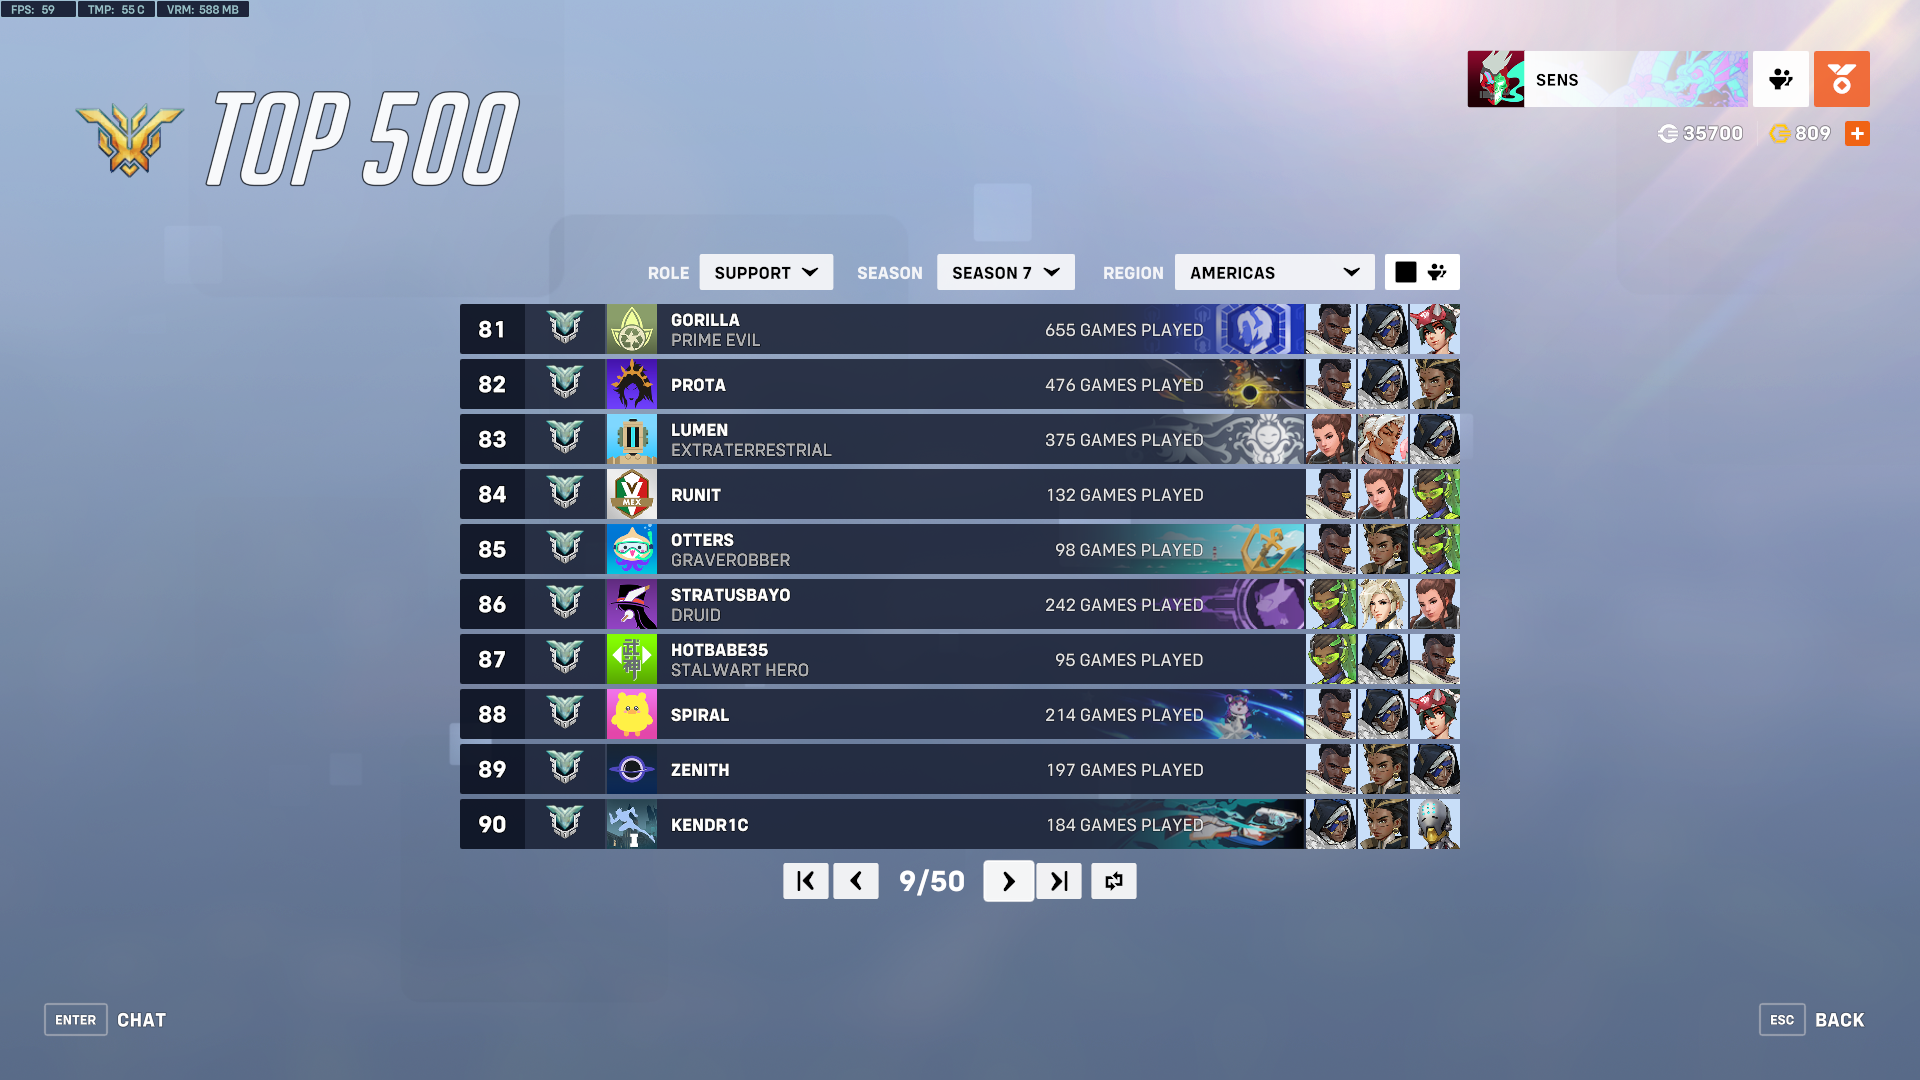 FPS: 59 TMP: 55 C VRM: 588 MB
TOP 500
SENS
35700 809
ROLE SUPPORT SEASON SEASON 7 REGION AMERICAS
81 GORILLA 655 GAMES PLAYED
PRIME EVIL
82 PROTA 476 GAMES PLAYED
83 LUMEN 375 GAMES PLAYED
EXTRATERRESTRIAL
84 MEX RUNIT 132 GAMES PLAYED
85 OTTERS 98 GAMES PLAYED
GRAVEROBBER
86 STRATUSBAYO 242 GAMES PLAYED
DRUID
87 武神 HOTBABE35 95 GAMES PLAYED
STALWART HERO
88 SPIRAL 214 GAMES PLAYED
89 ZENITH 197 GAMES PLAYED
90 I KENDR1C 184 GAMES PLAYED
9/50
ENTER CHAT
ESC BACK